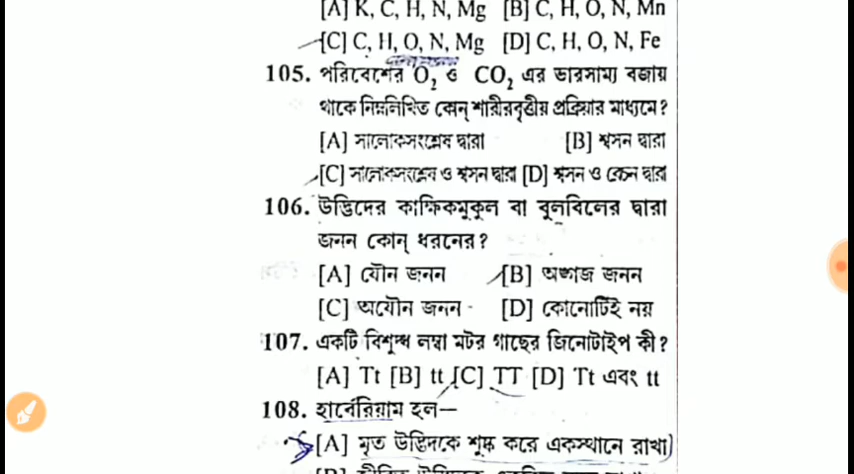 [A] K, C, H, N, Mg [B] C, H, O, N, Mn
[C] C, H, O, N, Mg [D] C, H, O, N, Fe
105. পরিবেশের O₂ ও CO₂ এর ভারসাম্য বজায়
থাকে নিম্নলিখিত কোন্ শারীরবৃত্তীয় প্রক্রিয়ার মাধ্যমে?
[A] সালোকসংশ্লেষ দ্বারা [B] শ্বসন দ্বারা
[C] সালোকসংশ্লেষ ও শ্বসন দ্বারা [D] শ্বসন ও রেচন দ্বারা
106. উদ্ভিদের কাক্ষিকমুকুল বা বুলবিলের দ্বারা
জনন কোন্ ধরনের?
[A] যৌন জনন [B] অঙ্গজ জনন
[C] অযৌন জনন [D] কোনোটিই নয়
107. একটি বিশুদ্ধ লম্বা মটর গাছের জিনোটাইপ কী?
[A] Tt [B] tt [C] TT [D] Tt এবং tt
108. হার্বেরিয়াম হল—
[A] মৃত উদ্ভিদকে শুষ্ক করে একস্থানে রাখা